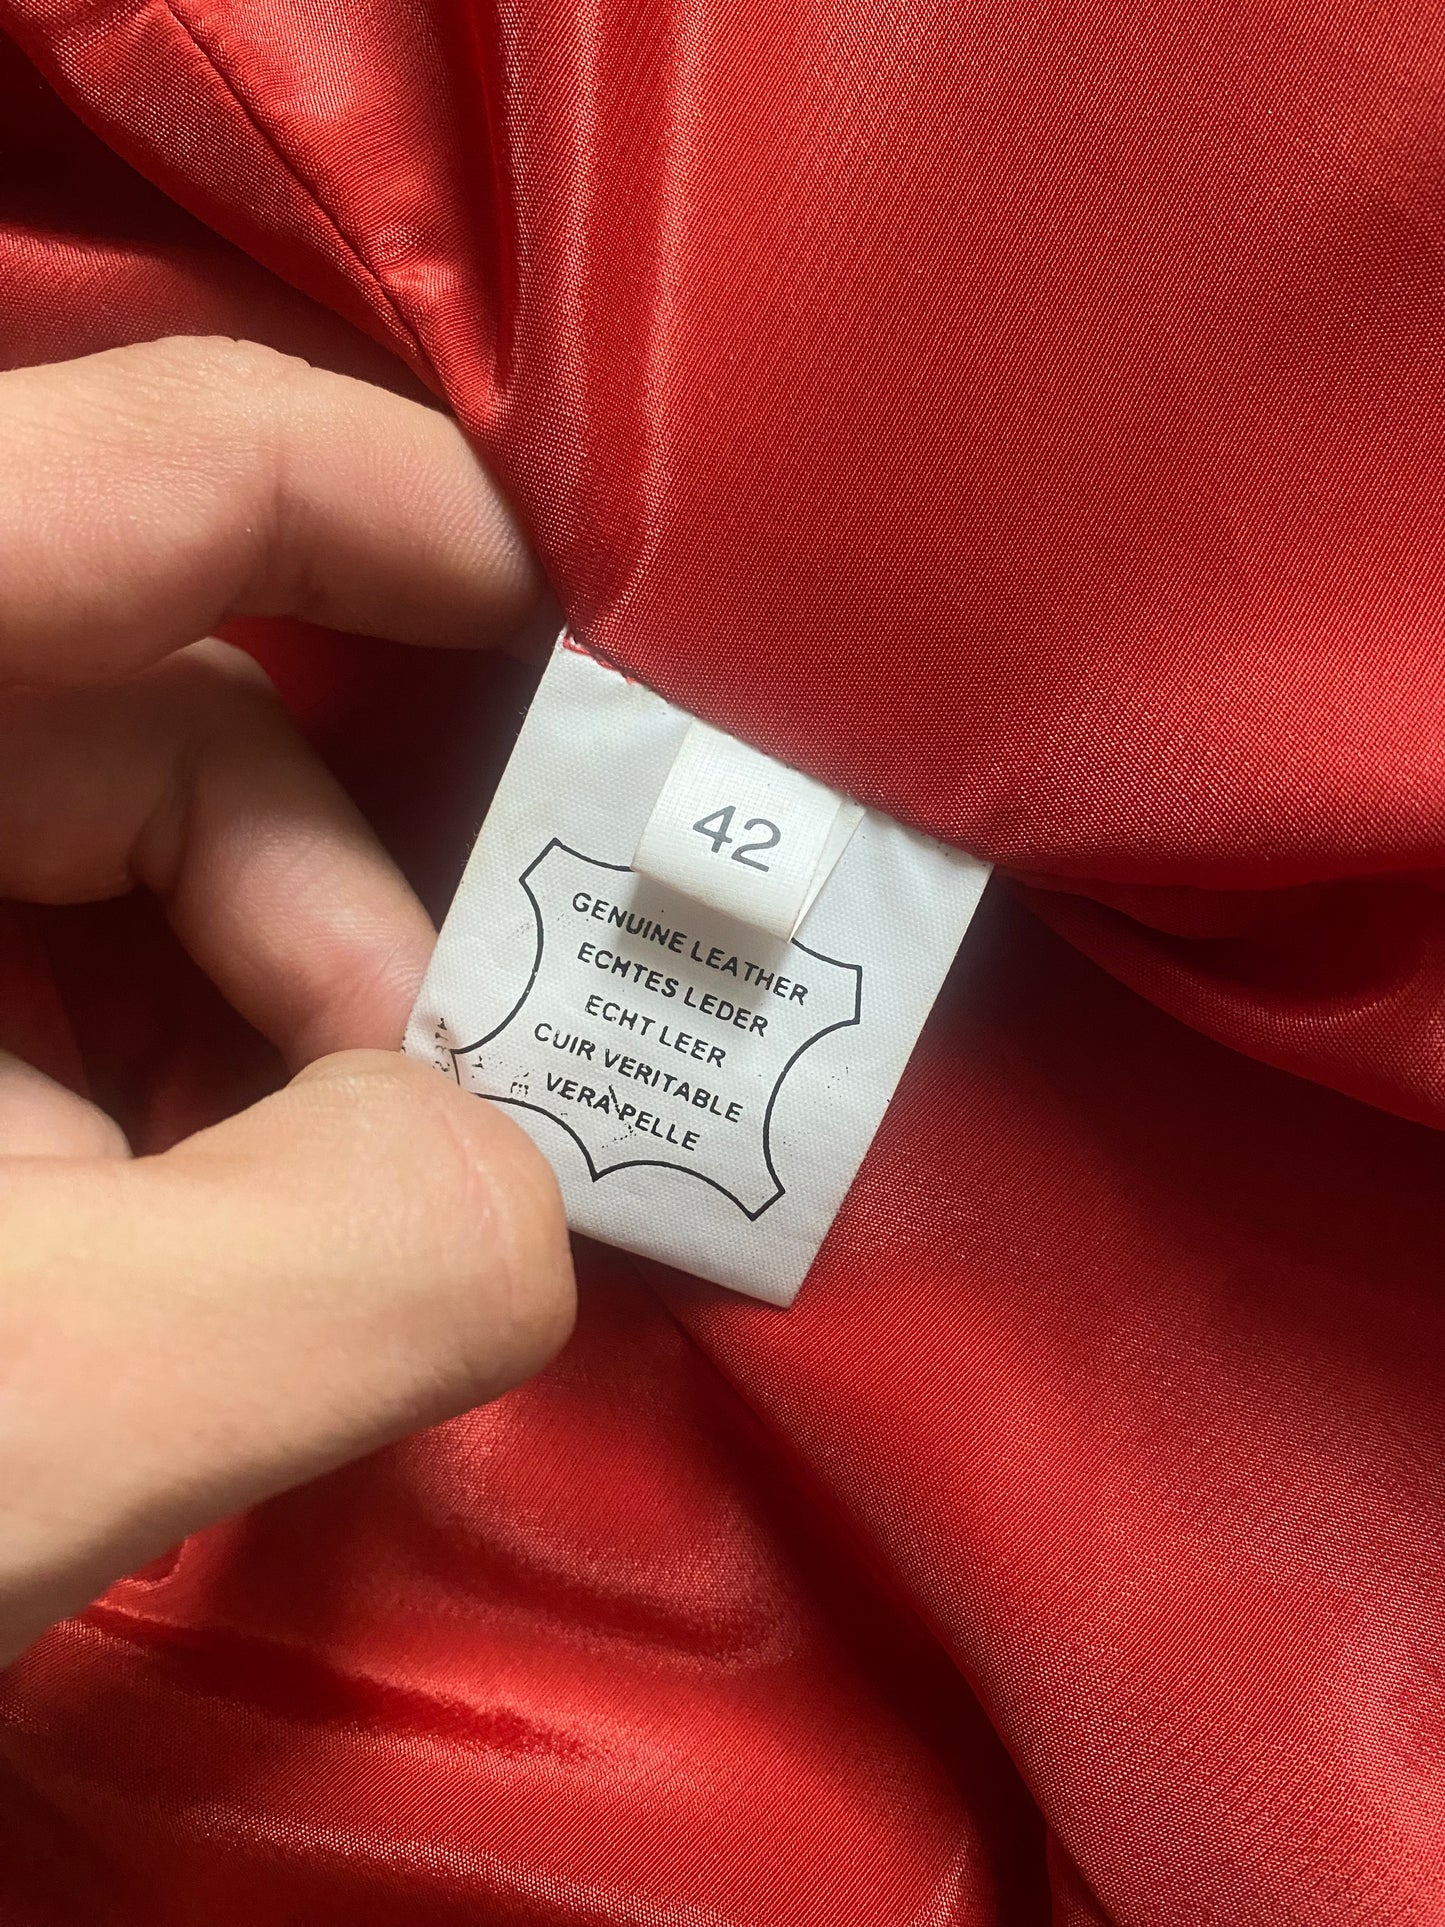 42
GENUINE LEATHER
ECHTES LEDER
ECHT LEER
CUIR VERITABLE
VERA PELLE